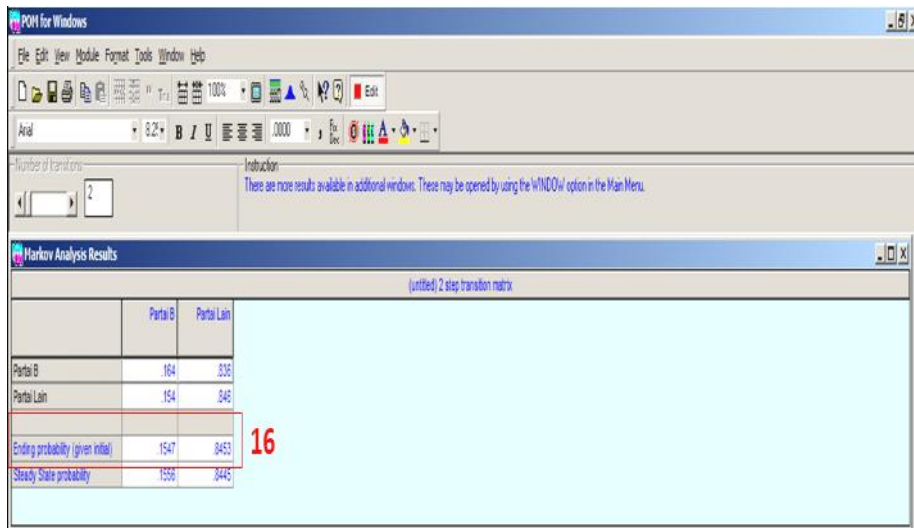 POM for Windows
File Edit View Module Format Tools Window Help
100% Edit
Arial 8.2 B I U .0000 , Fix Dec 0
Number of transitions
2
Instruction
There are more results available in additional windows. These may be opened by using the WINDOW option in the Main Menu.
Markov Analysis Results
(untitled) 2 step transition matrix
Partai B Partai Lain
Partai B .164 .836
Partai Lain .154 .846
Ending probability (given initial) .1547 .8453
16
Steady State probability .1556 .8445